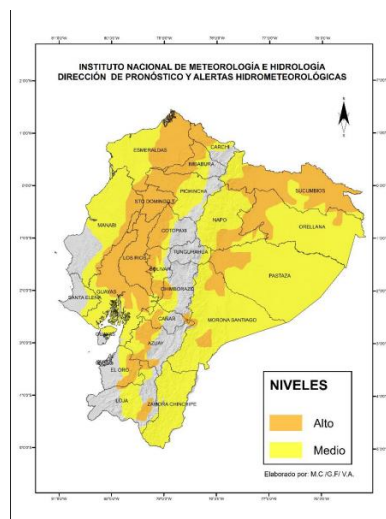 INSTITUTO NACIONAL DE METEOROLOGÍA E HIDROLOGÍA
DIRECCIÓN DE PRONÓSTICO Y ALERTAS HIDROMETEOROLÓGICAS
ESMERALDAS
CARCHI
IMBABURA
SUCUMBIOS
PICHINCHA
STO DOMINGO
NAPO
ORELLANA
MANABI
COTOPAXI
LOS RIOS
TUNGURAHUA
BOLIVAR
PASTAZA
CHIMBORAZO
GUAYAS
SANTA ELENA
MORONA SANTIAGO
CAÑAR
AZUAY
EL ORO
LOJA
ZAMORA CHINCHIPE
NIVELES
Alto
Medio
Elaborado por: M.C /G.F/ V.A.